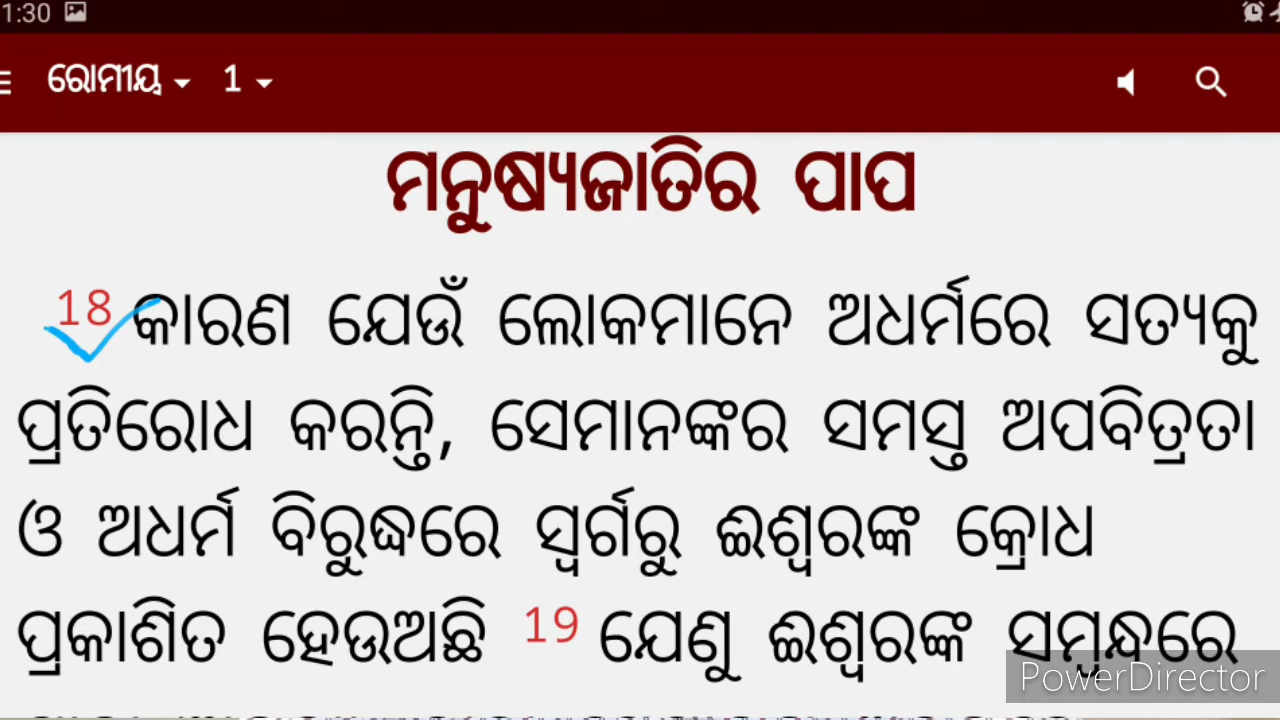 1:30
ରୋମୀୟ 1
ମନୁଷ୍ୟଜାତିର ପାପ
18 କାରଣ ଯେଉଁ ଲୋକମାନେ ଅଧର୍ମରେ ସତ୍ୟକୁ
ପ୍ରତିରୋଧ କରନ୍ତି, ସେମାନଙ୍କର ସମସ୍ତ ଅପବିତ୍ରତା
ଓ ଅଧର୍ମ ବିରୁଦ୍ଧରେ ସ୍ୱର୍ଗରୁ ଈଶ୍ୱରଙ୍କ କ୍ରୋଧ
ପ୍ରକାଶିତ ହେଉଅଛି 19 ଯେଣୁ ଈଶ୍ୱରଙ୍କ ସମ୍ବନ୍ଧରେ
PowerDirector